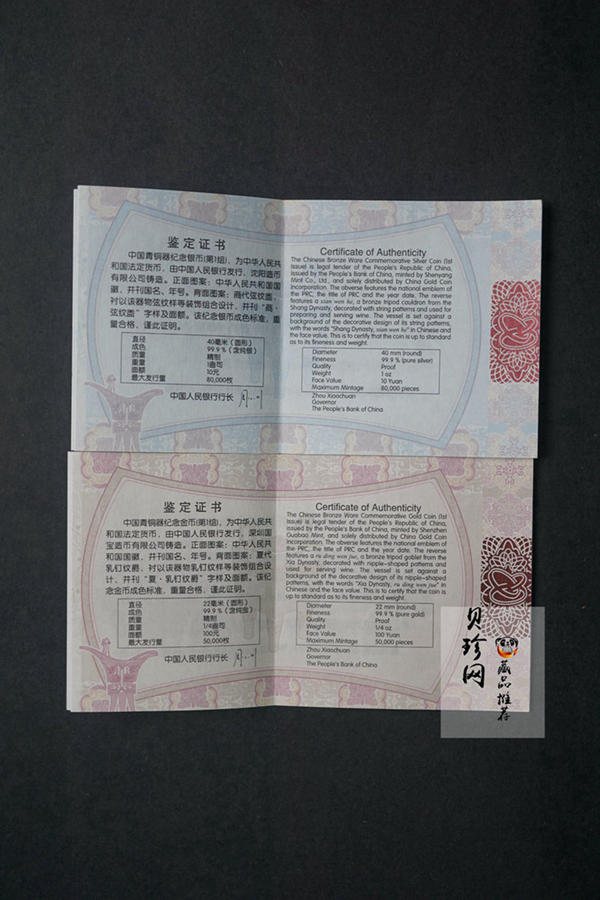 鉴定证书
中国青铜器纪念银币(第1组)，为中华人民共
和国法定货币，由中国人民银行发行，沈阳造币
有限公司铸造。正面图案：中华人民共和国国
徽，并刊国名、年号。背面图案：商代弦纹鬲，
衬以该器物弦纹样等装饰组合设计，并刊“商·
弦纹鬲”字样及面额。该纪念银币成色标准，重
量合格，谨此证明。
直径 40毫米（圆形）
成色 99.9％（含纯银）
质量 精制
重量 1盎司
面额 10元
最大发行量 80,000枚
中国人民银行行长
Certificate of Authenticity
The Chinese Bronze Ware Commemorative Silver Coin (1st
Issue) is legal tender of the People's Republic of China,
issued by the People's Bank of China, minted by Shenyang
Mint Co., Ltd., and solely distributed by China Gold Coin
Incorporation. The obverse features the national emblem of
the PRC, the title of PRC and the year date. The reverse
features a xian wen li, a bronze tripod cauldron from the
Shang Dynasty, decorated with string patterns and used for
preparing and serving wine. The vessel is set against a
background of the decorative design of its string patterns,
with the words "Shang Dynasty, xian wen li" in Chinese and
the face value. This is to certify that the coin is up to standard
as to its fineness and weight.
Diameter 40 mm (round)
Fineness 99.9 % (pure silver)
Quality Proof
Weight 1 oz
Face Value 10 Yuan
Maximum Mintage 80,000 pieces
Zhou Xiaochuan
Governor
The People's Bank of China
鉴定证书
中国青铜器纪念金币(第1组)，为中华人民共
和国法定货币，由中国人民银行发行，深圳国
宝造币有限公司铸造。正面图案：中华人民共
和国国徽，并刊国名、年号。背面图案：夏代
乳钉纹爵，衬以该器物乳钉纹样等装饰组合设
计，并刊“夏·乳钉纹爵”字样及面额。该纪
念金币成色标准，重量合格，谨此证明。
直径 22毫米（圆形）
成色 99.9％（含纯金）
质量 精制
重量 1/4盎司
面额 100元
最大发行量 50,000枚
中国人民银行行长
Certificate of Authenticity
The Chinese Bronze Ware Commemorative Gold Coin (1st
Issue) is legal tender of the People's Republic of China,
issued by the People's Bank of China, minted by Shenzhen
Guobao Mint, and solely distributed by China Gold Coin
Incorporation. The obverse features the national emblem of
the PRC, the title of PRC and the year date. The reverse
features a ru ding wen jue, a bronze tripod goblet from the
Xia Dynasty, decorated with nipple-shaped patterns and
used for serving wine. The vessel is set against a
background of the decorative design of its nipple-shaped
patterns, with the words "Xia Dynasty, ru ding wen jue" in
Chinese and the face value. This is to certify that the coin is
up to standard as to its fineness and weight.
Diameter 22 mm (round)
Fineness 99.9 % (pure gold)
Quality Proof
Weight 1/4 oz
Face Value 100 Yuan
Maximum Mintage 50,000 pieces
Zhou Xiaochuan
Governor
The People's Bank of China
贝珍网
藏品推荐